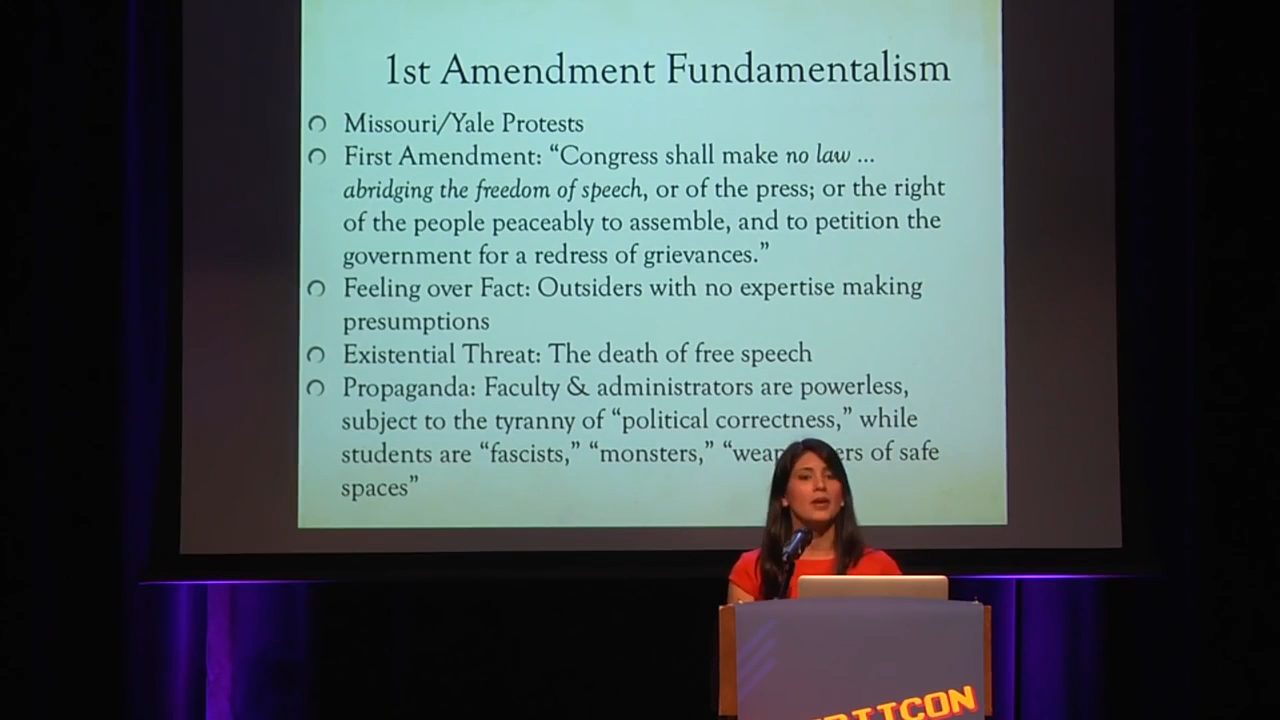 1st Amendment Fundamentalism
Missouri/Yale Protests
First Amendment: “Congress shall make no law ...
abridging the freedom of speech, or of the press; or the right
of the people peaceably to assemble, and to petition the
government for a redress of grievances.”
Feeling over Fact: Outsiders with no expertise making
presumptions
Existential Threat: The death of free speech
Propaganda: Faculty & administrators are powerless,
subject to the tyranny of “political correctness,” while
students are “fascists,” “monsters,” of safe
spaces”